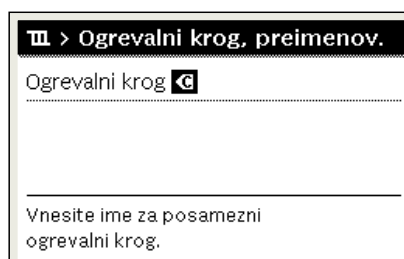 > Ogrevalni krog, preimenov.
Ogrevalni krog C
Vnesite ime za posamezni
ogrevalni krog.